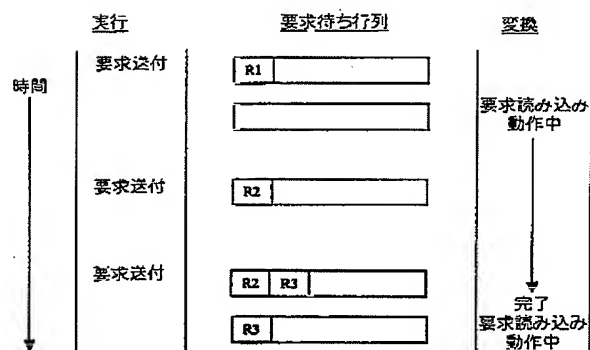 実行 要求待ち行列 変換
時間
要求送付 R1
要求読み込み
動作中
要求送付 R2
要求送付 R2 R3
完了
要求読み込み
動作中
R3